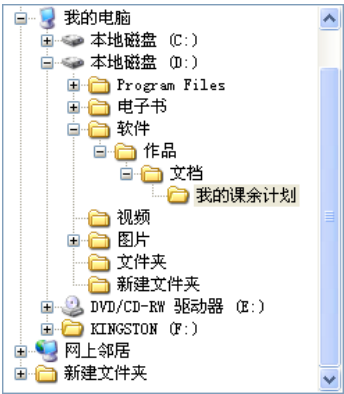 我的电脑
本地磁盘 (C:)
本地磁盘 (D:)
Program Files
电子书
软件
作品
文档
我的课余计划
视频
图片
文件夹
新建文件夹
DVD/CD-RW 驱动器 (E:)
KINGSTON (F:)
网上邻居
新建文件夹